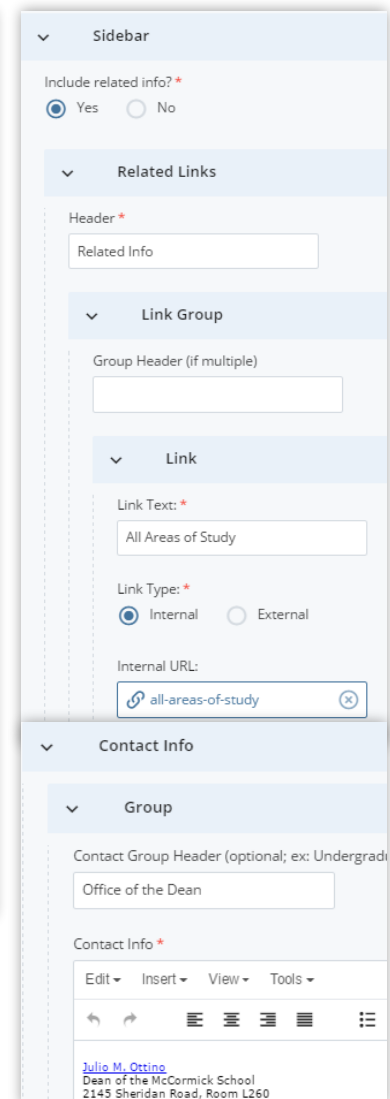 Sidebar
Include related info? *
Yes No
Related Links
Header *
Related Info
Link Group
Group Header (if multiple)
Link
Link Text: *
All Areas of Study
Link Type: *
Internal External
Internal URL:
all-areas-of-study
Contact Info
Group
Contact Group Header (optional; ex: Undergradu
Office of the Dean
Contact Info *
Edit Insert View Tools
Julio M. Ottino
Dean of the McCormick School
2145 Sheridan Road, Room L260